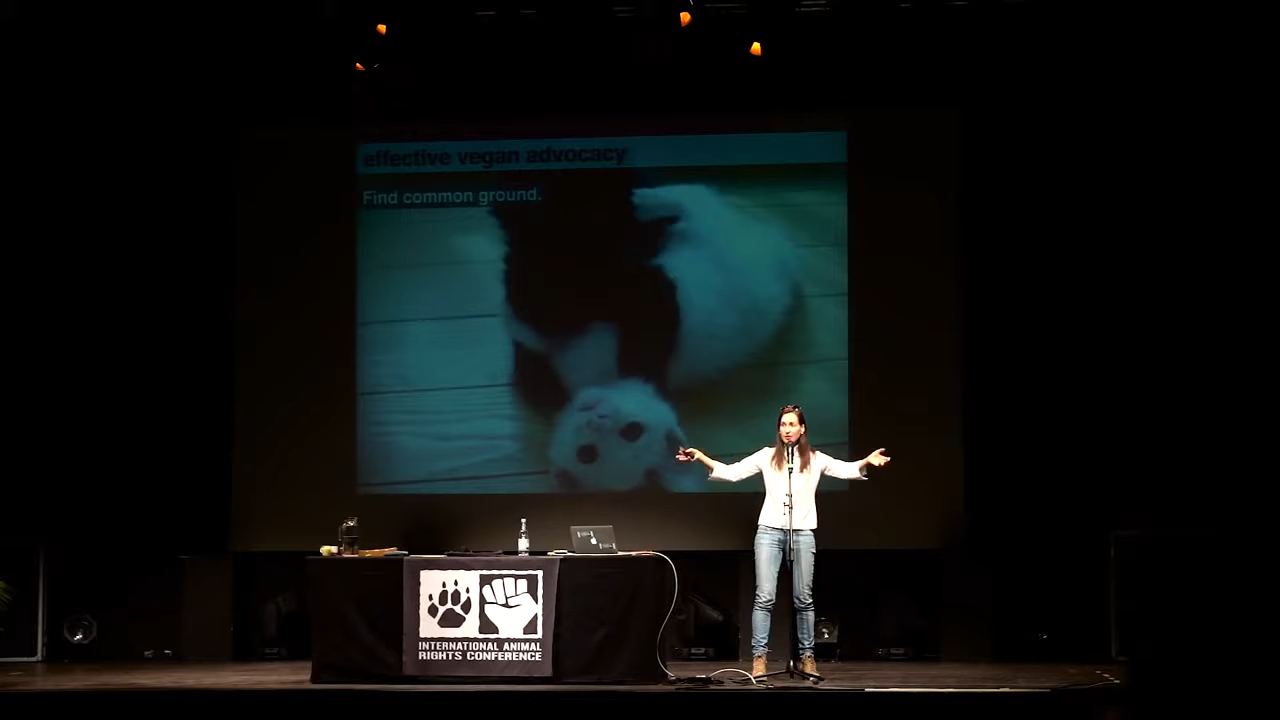 effective vegan advocacy
Find common ground.
INTERNATIONAL ANIMAL
RIGHTS CONFERENCE